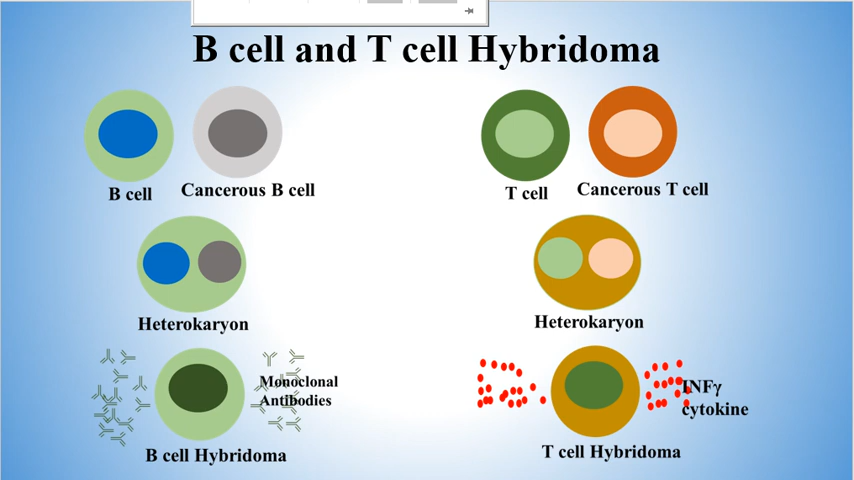 B cell and T cell Hybridoma
B cell
Cancerous B cell
T cell
Cancerous T cell
Heterokaryon
Heterokaryon
Monoclonal
Antibodies
INFγ
cytokine
B cell Hybridoma
T cell Hybridoma